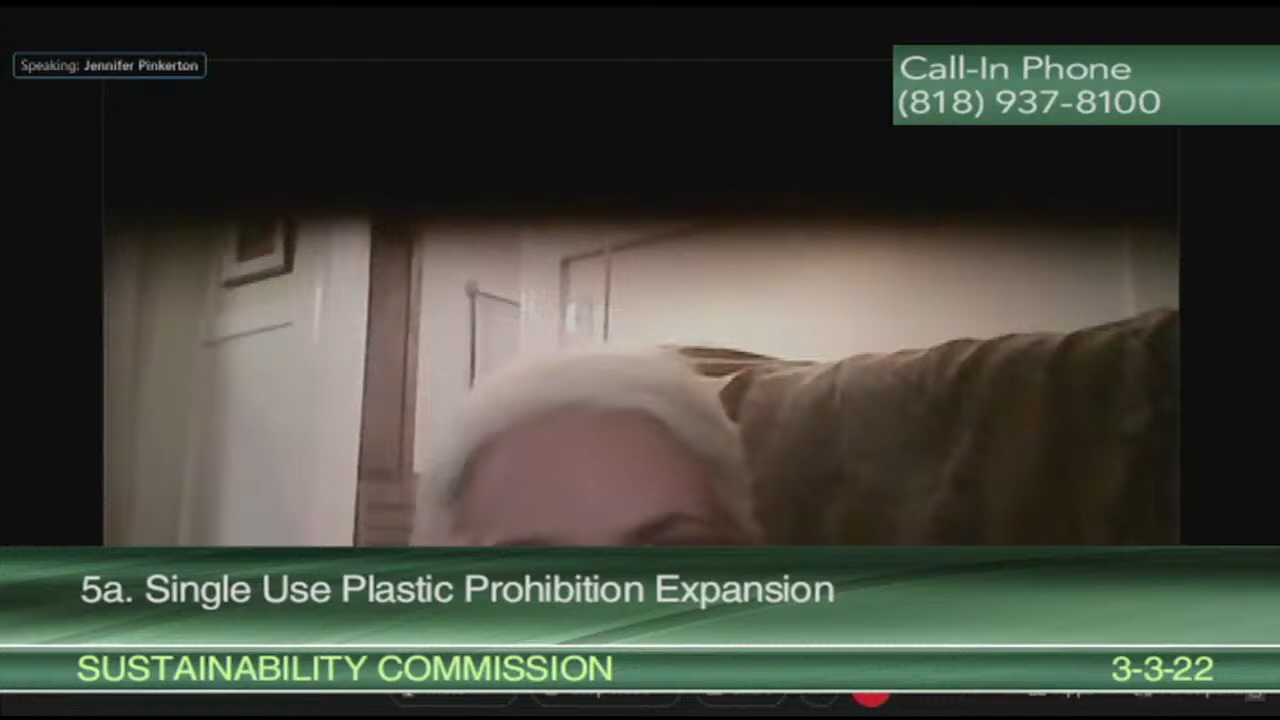 Speaking: Jennifer Pinkerton
Call-In Phone
(818) 937-8100
5a. Single Use Plastic Prohibition Expansion
SUSTAINABILITY COMMISSION
3-3-22